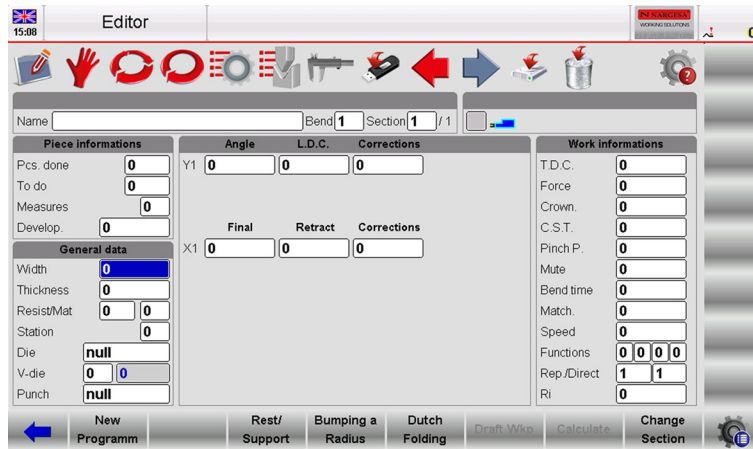 15:08
Editor
NARGESA
WORKING SOLUTIONS
Name Bend 1 Section 1 / 1
Piece informations
Pcs. done 0
To do 0
Measures 0
Develop. 0
General data
Width 0
Thickness 0
Resist/Mat 0 0
Station 0
Die null
V-die 0 0
Punch null
Angle L.D.C. Corrections
Y1 0 0 0
Final Retract Corrections
X1 0 0 0
Work informations
T.D.C. 0
Force 0
Crown. 0
C.S.T. 0
Pinch P. 0
Mute 0
Bend time 0
Match. 0
Speed 0
Functions 0 0 0 0
Rep./Direct 1 1
Ri 0
New
Programm
Rest/
Support
Bumping a
Radius
Dutch
Folding
Draft Wkp
Calculate
Change
Section